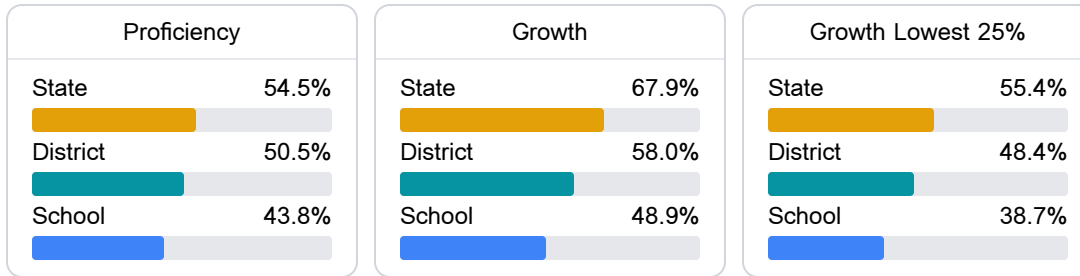 Proficiency
State 54.5%
District 50.5%
School 43.8%
Growth
State 67.9%
District 58.0%
School 48.9%
Growth Lowest 25%
State 55.4%
District 48.4%
School 38.7%